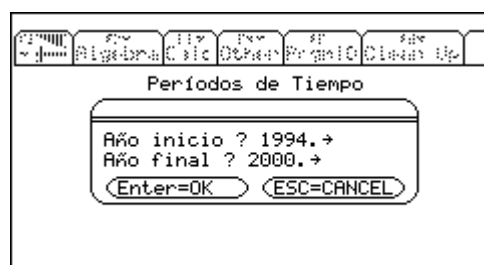 Algebra Calc Other PrgmIO Clean Up
Períodos de Tiempo
Año inicio ? 1994.→
Año final ? 2000.→
Enter=OK ESC=CANCEL